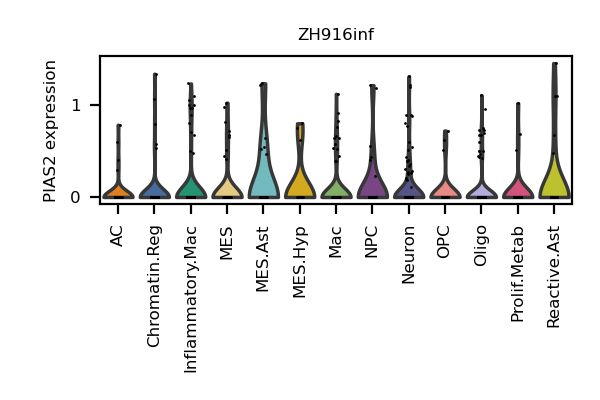 ZH916inf
PIAS2 expression
1
0
AC
Chromatin.Reg
Inflammatory.Mac
MES
MES.Ast
MES.Hyp
Mac
NPC
Neuron
OPC
Oligo
Prolif.Metab
Reactive.Ast